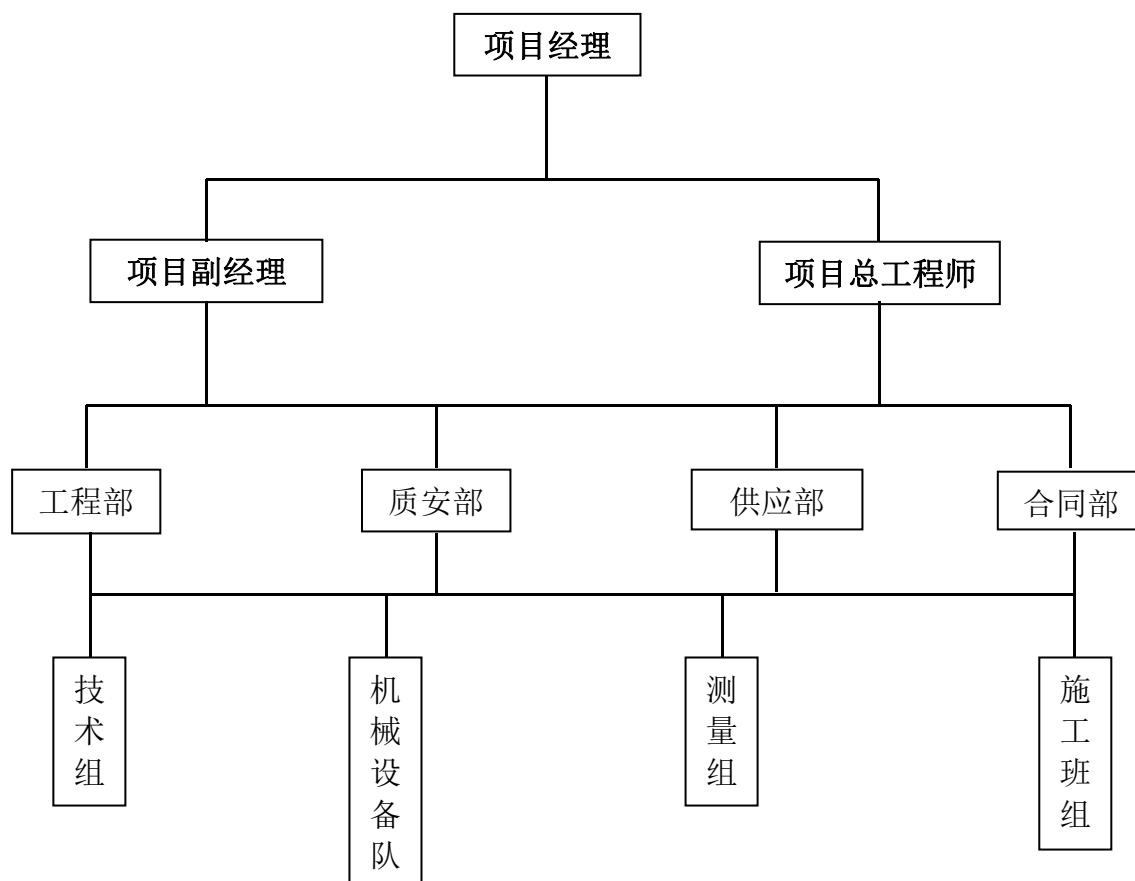 项目经理
项目副经理
项目总工程师
工程部
质安部
供应部
合同部
技术组
机械设备队
测量组
施工班组